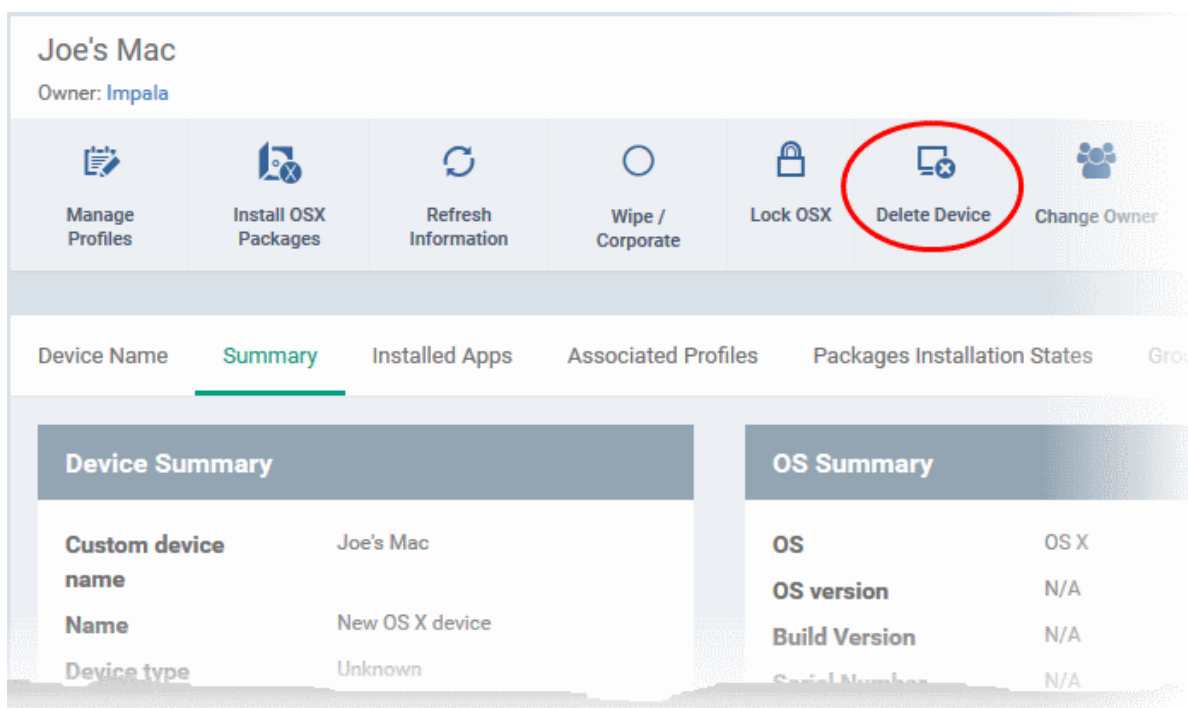 Joe's Mac
Owner: Impala
Manage
Profiles
Install OSX
Packages
Refresh
Information
Wipe /
Corporate
Lock OSX
Delete Device
Change Owner
Device Name
Summary
Installed Apps
Associated Profiles
Packages Installation States
Device Summary
Custom device
name
Joe's Mac
Name
New OS X device
Device type
Unknown
OS Summary
OS
OS X
OS version
N/A
Build Version
N/A
Serial Number
N/A